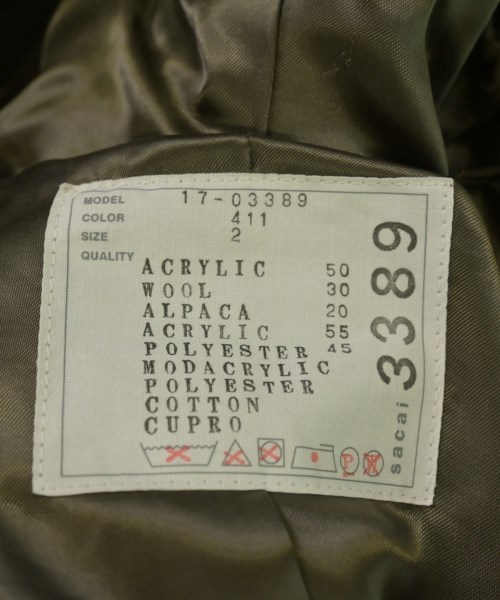 MODEL 17-03389
COLOR 411
SIZE 2
QUALITY
ACRYLIC 50
WOOL 30
ALPACA 20
ACRYLIC 55
POLYESTER 45
MODACRYLIC
POLYESTER
COTTON
CUPRO
P
W
sacai 3389